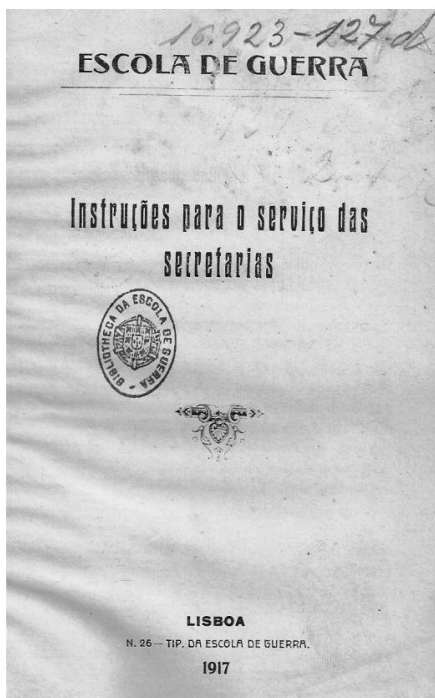 16.923-127-d
ESCOLA DE GUERRA
Instruções para o serviço das
secretarias
BIBLIOTHECA DA ESCOLA DE GUERRA -
LISBOA
N. 26 — TIP. DA ESCOLA DE GUERRA.
1917